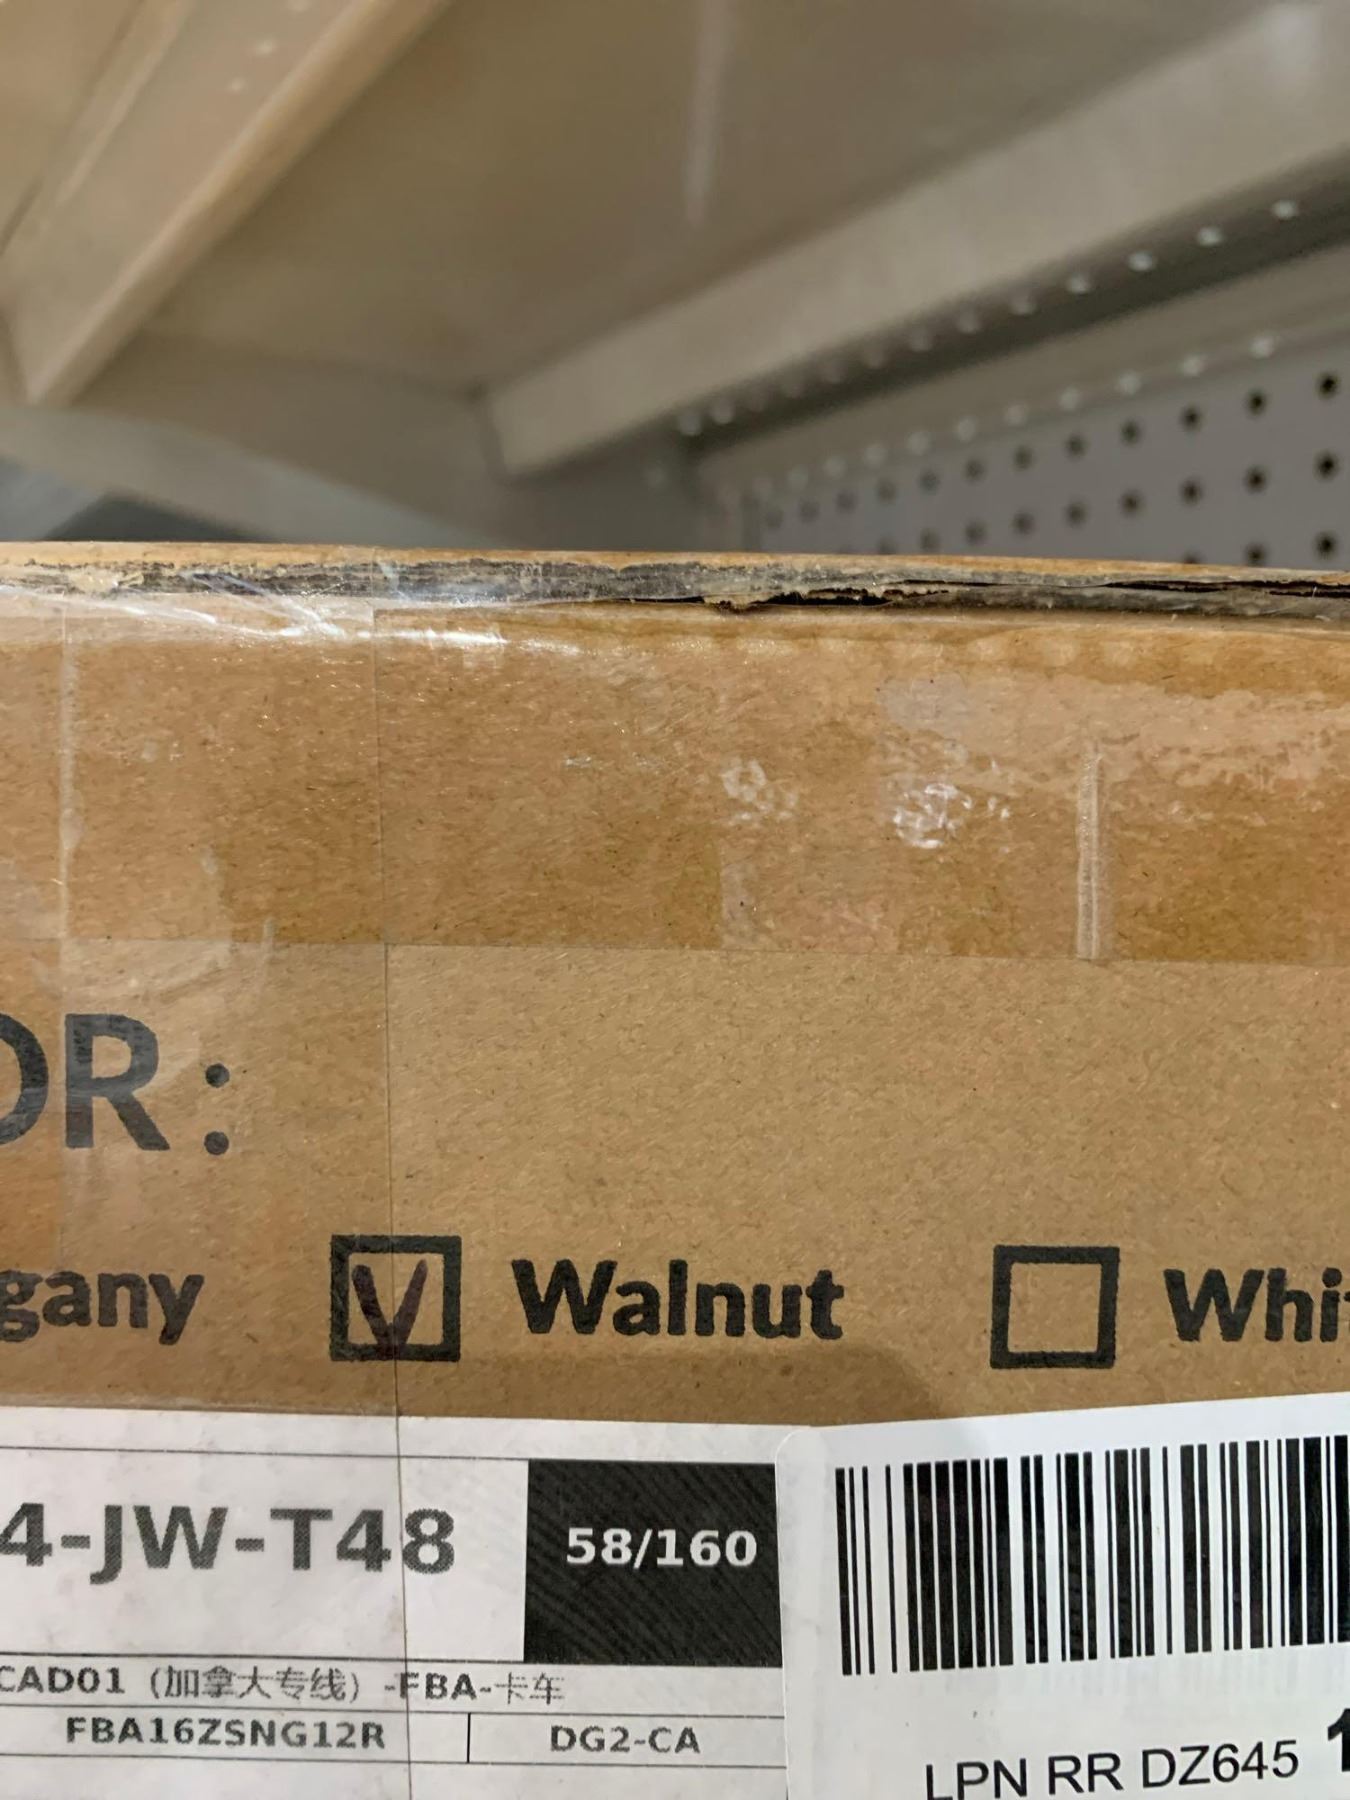 OR:
gany ☑ Walnut ☐ Whi
4-JW-T48 58/160
CAD01（加拿大专线）-FBA-卡车
FBA16ZSNG12R DG2-CA
LPN RR DZ645 1